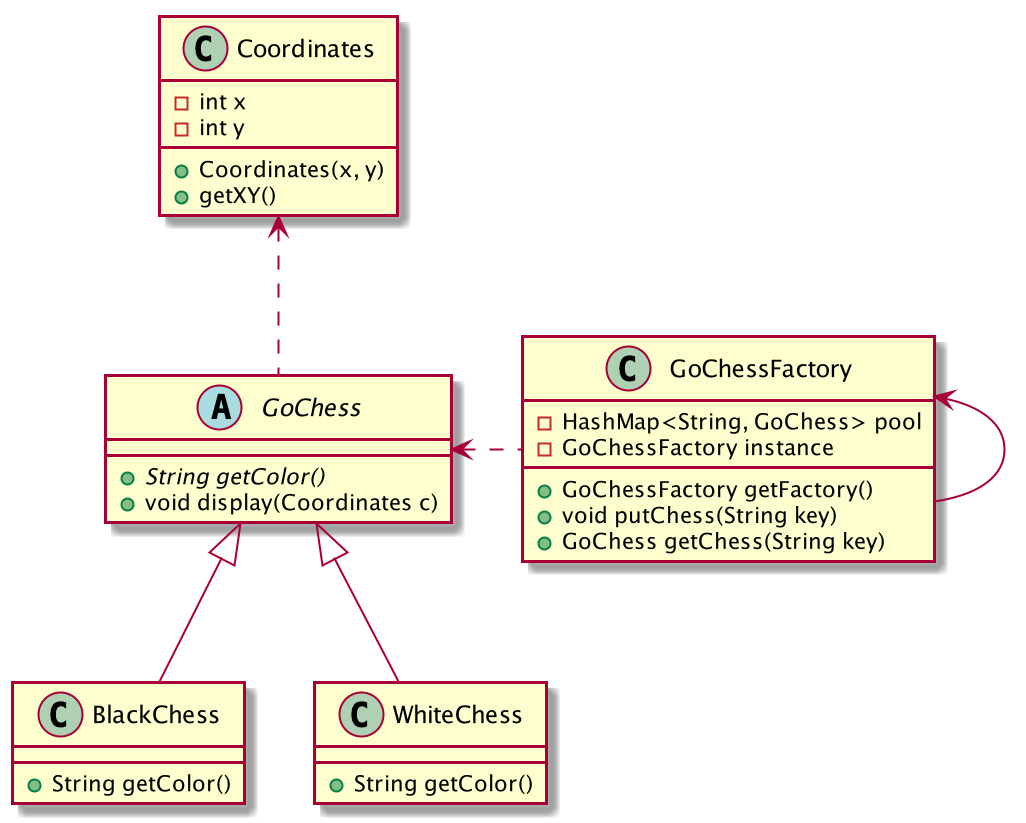 C Coordinates
int x
int y
Coordinates(x, y)
getXY()
A GoChess
String getColor()
void display(Coordinates c)
C GoChessFactory
HashMap<String, GoChess> pool
GoChessFactory instance
GoChessFactory getFactory()
void putChess(String key)
GoChess getChess(String key)
C BlackChess
String getColor()
C WhiteChess
String getColor()